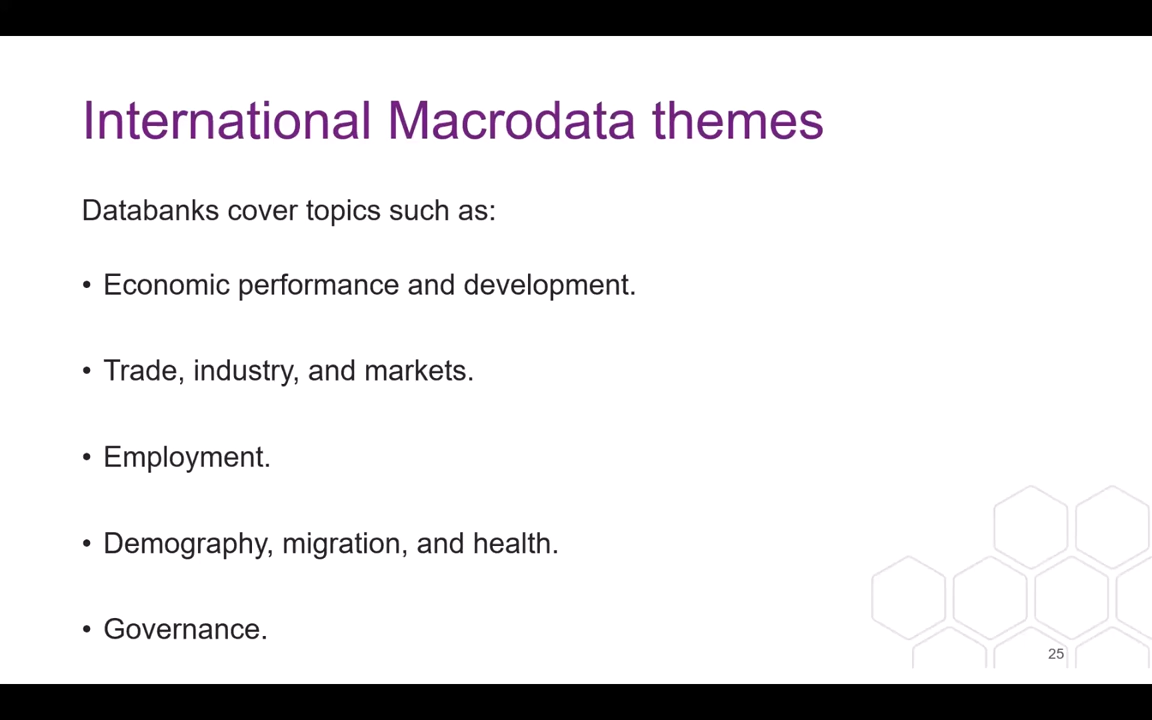 International Macrodata themes
Databanks cover topics such as:
• Economic performance and development.
• Trade, industry, and markets.
• Employment.
• Demography, migration, and health.
• Governance.
25